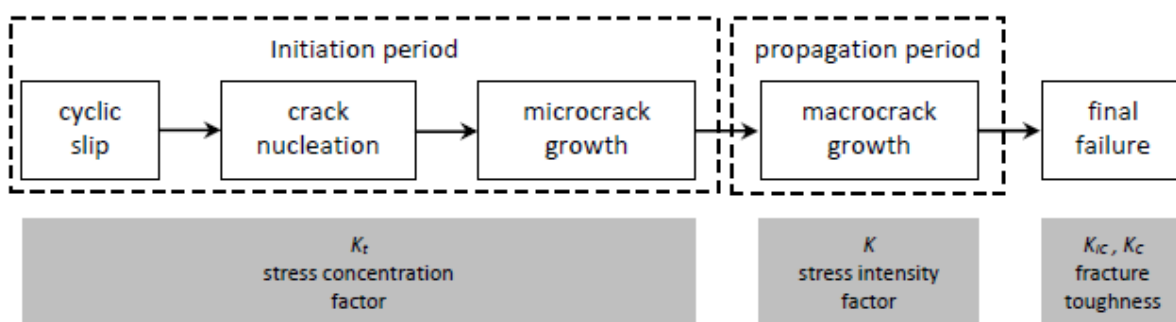 Initiation period
propagation period
cyclic
slip
crack
nucleation
microcrack
growth
macrocrack
growth
final
failure
Kt
stress concentration
factor
K
stress intensity
factor
KIc , Kc
fracture
toughness